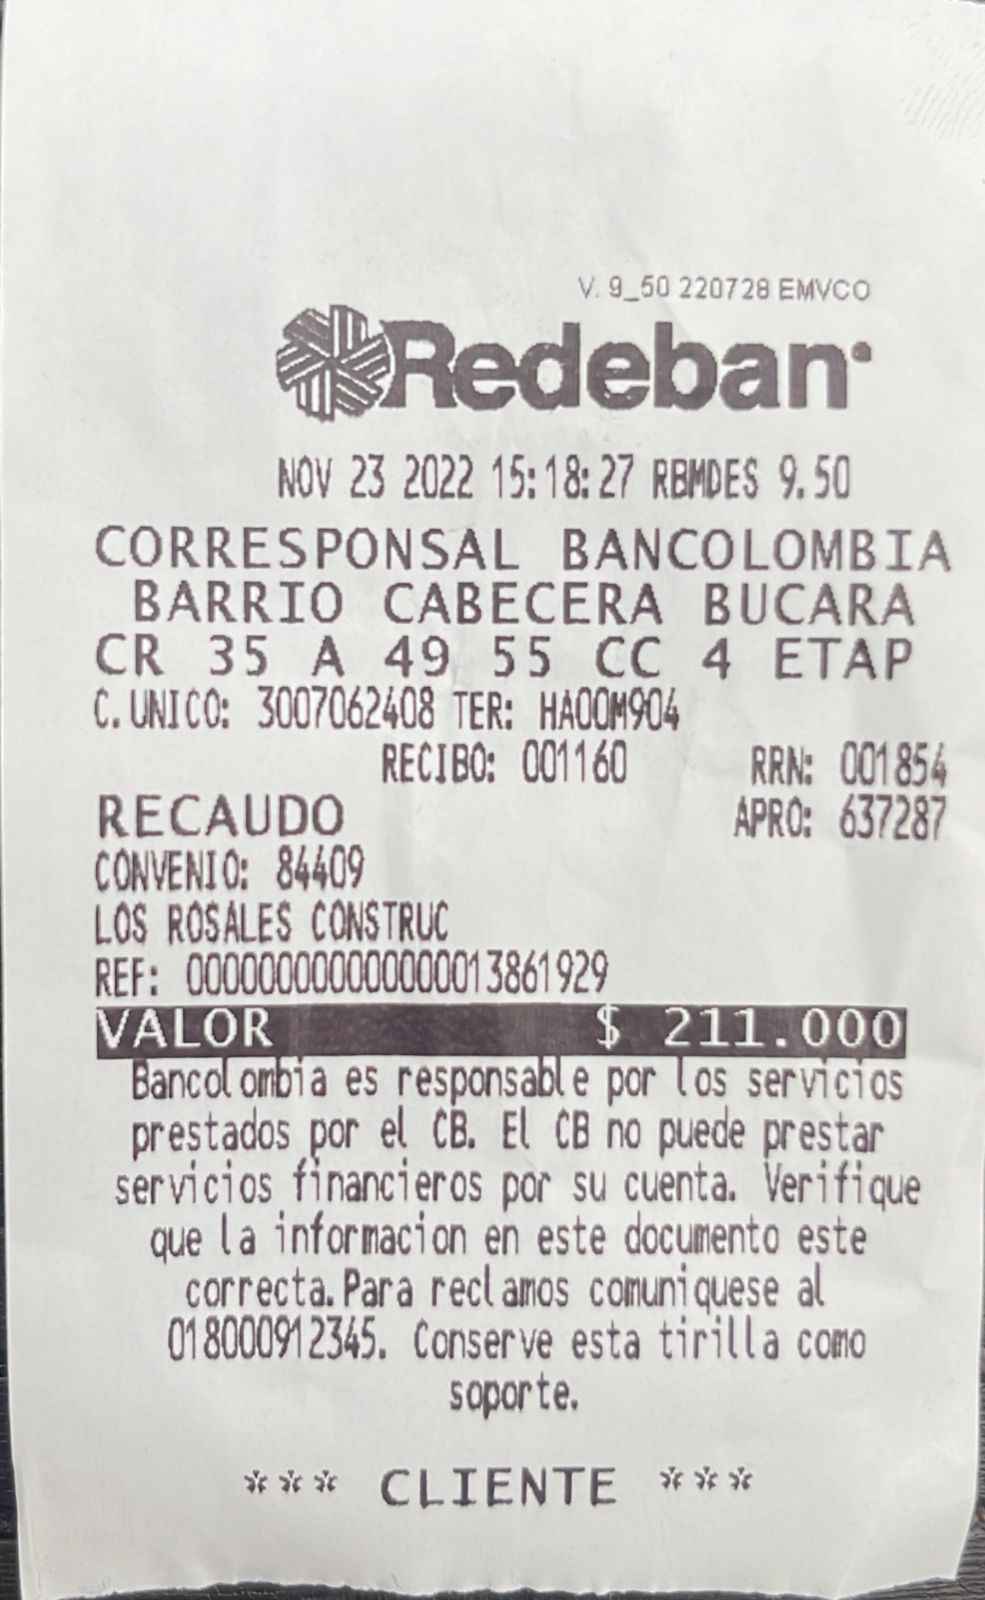 V. 9_50 220728 EMVCO
Redeban
NOV 23 2022 15:18:27 RBMDES 9.50
CORRESPONSAL BANCOLOMBIA
BARRIO CABECERA BUCARA
CR 35 A 49 55 CC 4 ETAP
C.UNICO: 3007062408 TER: HA00M904
RECIBO: 001160 RRN: 001854
RECAUDO APRO: 637287
CONVENIO: 84409
LOS ROSALES CONSTRUC
REF: 000000000000000013861929
VALOR $ 211.000
Bancolombia es responsable por los servicios
prestados por el CB. El CB no puede prestar
servicios financieros por su cuenta. Verifique
que la informacion en este documento este
correcta.Para reclamos comuniquese al
018000912345. Conserve esta tirilla como
soporte.
*** CLIENTE ***